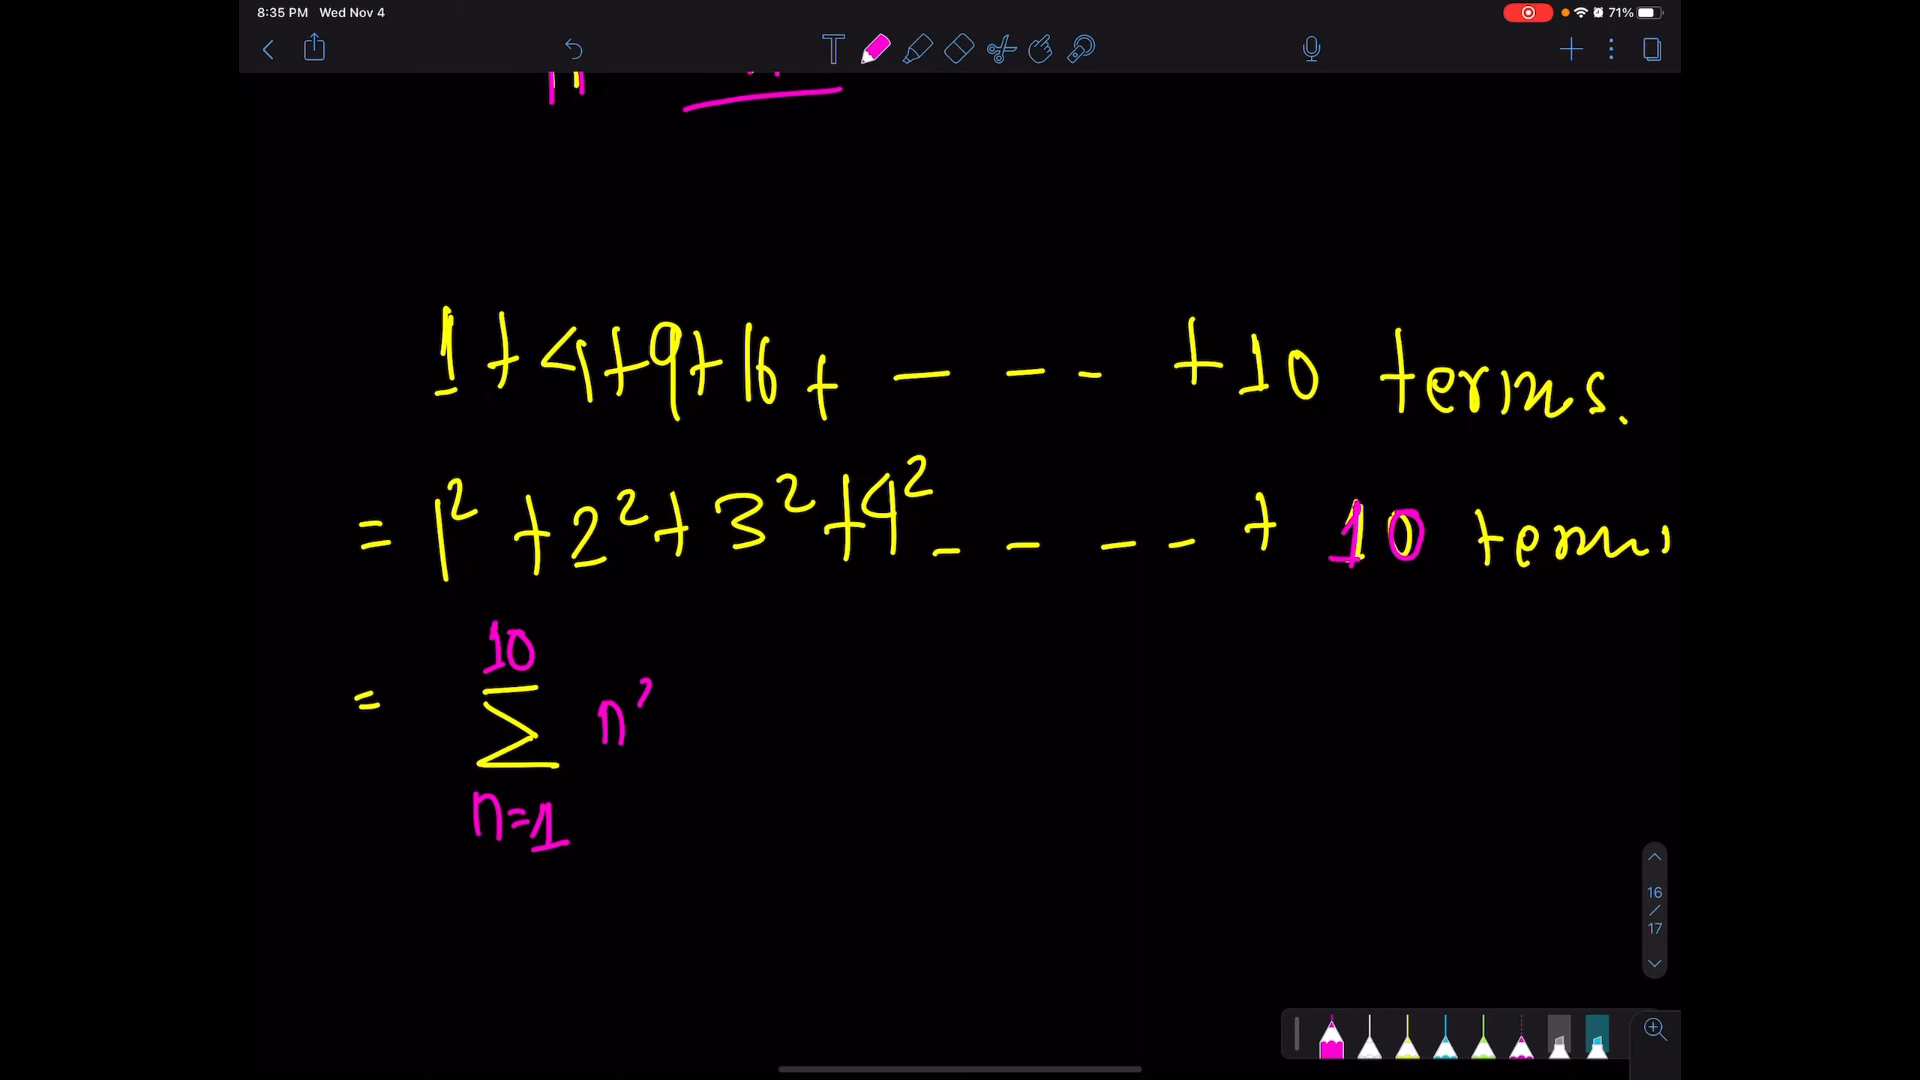 8:35 PM Wed Nov 4 71%
1 + 4 + 9 + 16 + — — - + 10 terms.
= 1² + 2² + 3² + 4² - - - - + 10 terms
= 10
∑ n²
n=1
16
/
17